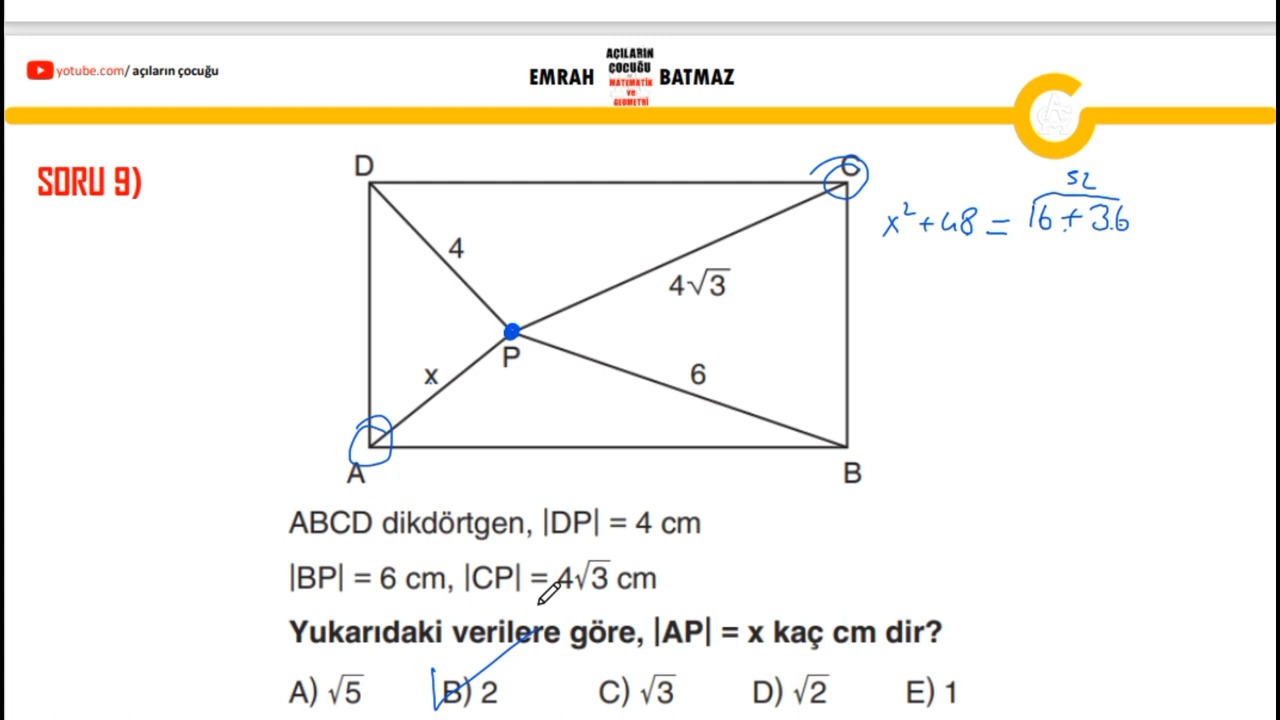 yotube.com/ açıların çocuğu
EMRAH
AÇILARIN
ÇOCUĞU
MATEMATİK
ve
GEOMETRİ
BATMAZ
SORU 9)
D
C
52
x² + 48 = 16 + 36
4
4√3
P
x
6
A
B
ABCD dikdörtgen, |DP| = 4 cm
|BP| = 6 cm, |CP| = 4√3 cm
Yukarıdaki verilere göre, |AP| = x kaç cm dir?
A) √5 B) 2 C) √3 D) √2 E) 1